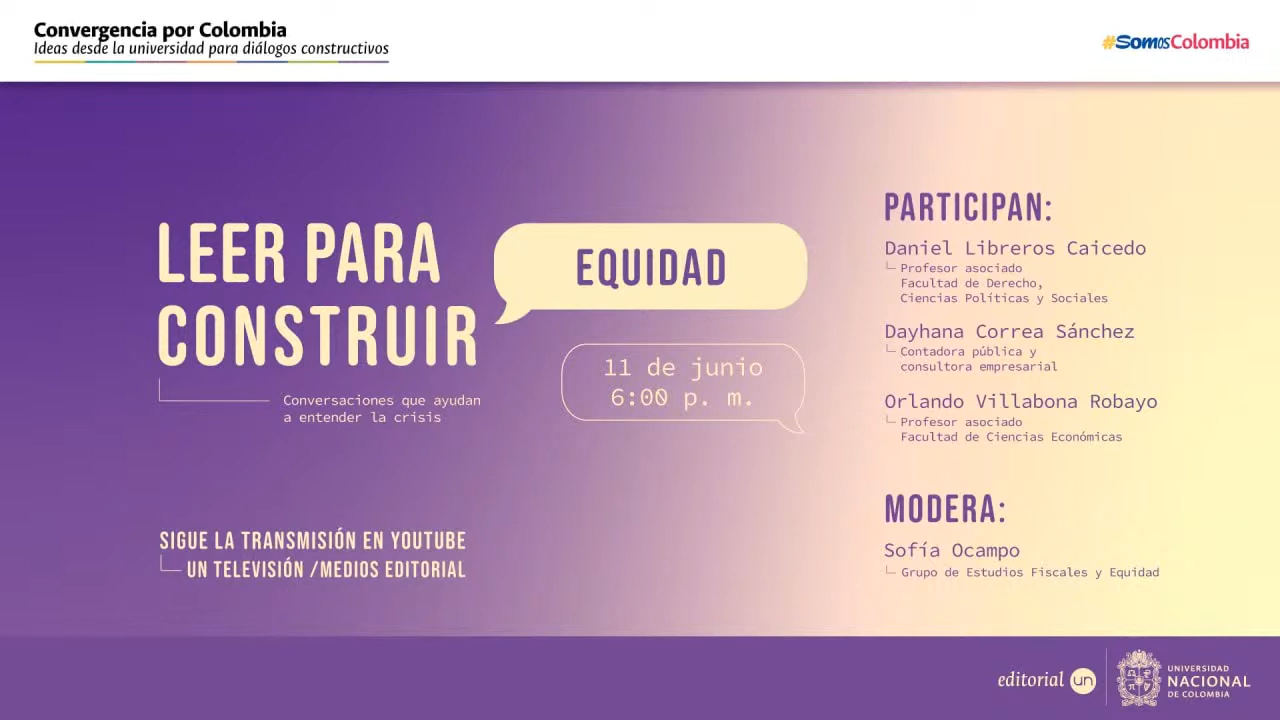 Convergencia por Colombia
Ideas desde la universidad para diálogos constructivos
#SomosColombia
LEER PARA
CONSTRUIR
Conversaciones que ayudan
a entender la crisis
EQUIDAD
11 de junio
6:00 p. m.
SIGUE LA TRANSMISIÓN EN YOUTUBE
UN TELEVISIÓN /MEDIOS EDITORIAL
PARTICIPAN:
Daniel Libreros Caicedo
Profesor asociado
Facultad de Derecho,
Ciencias Políticas y Sociales
Dayhana Correa Sánchez
Contadora pública y
consultora empresarial
Orlando Villabona Robayo
Profesor asociado
Facultad de Ciencias Económicas
MODERA:
Sofía Ocampo
Grupo de Estudios Fiscales y Equidad
editorial un
UNIVERSIDAD
NACIONAL
DE COLOMBIA